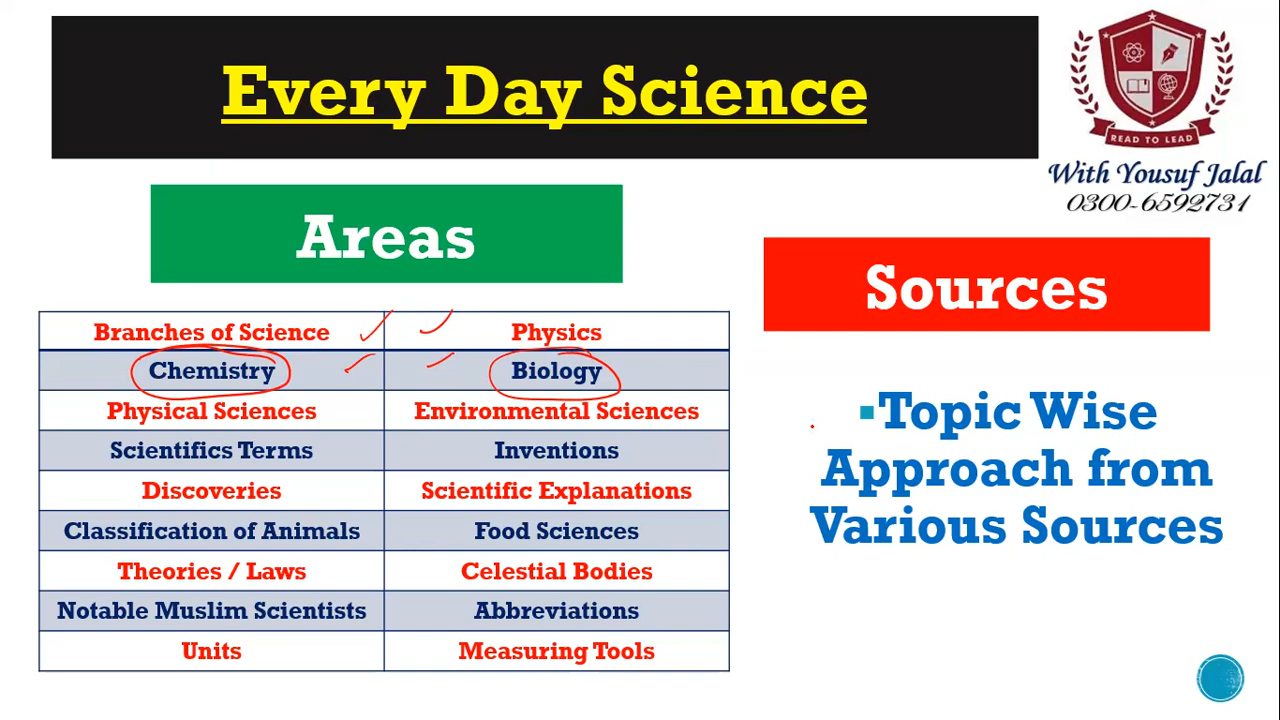 Every Day Science
READ TO LEAD
With Yousuf Jalal
0300-6592731
Areas
Sources
Branches of Science
Physics
Chemistry
Biology
Physical Sciences
Environmental Sciences
Scientifics Terms
Inventions
Discoveries
Scientific Explanations
Classification of Animals
Food Sciences
Theories / Laws
Celestial Bodies
Notable Muslim Scientists
Abbreviations
Units
Measuring Tools
▪Topic Wise
Approach from
Various Sources